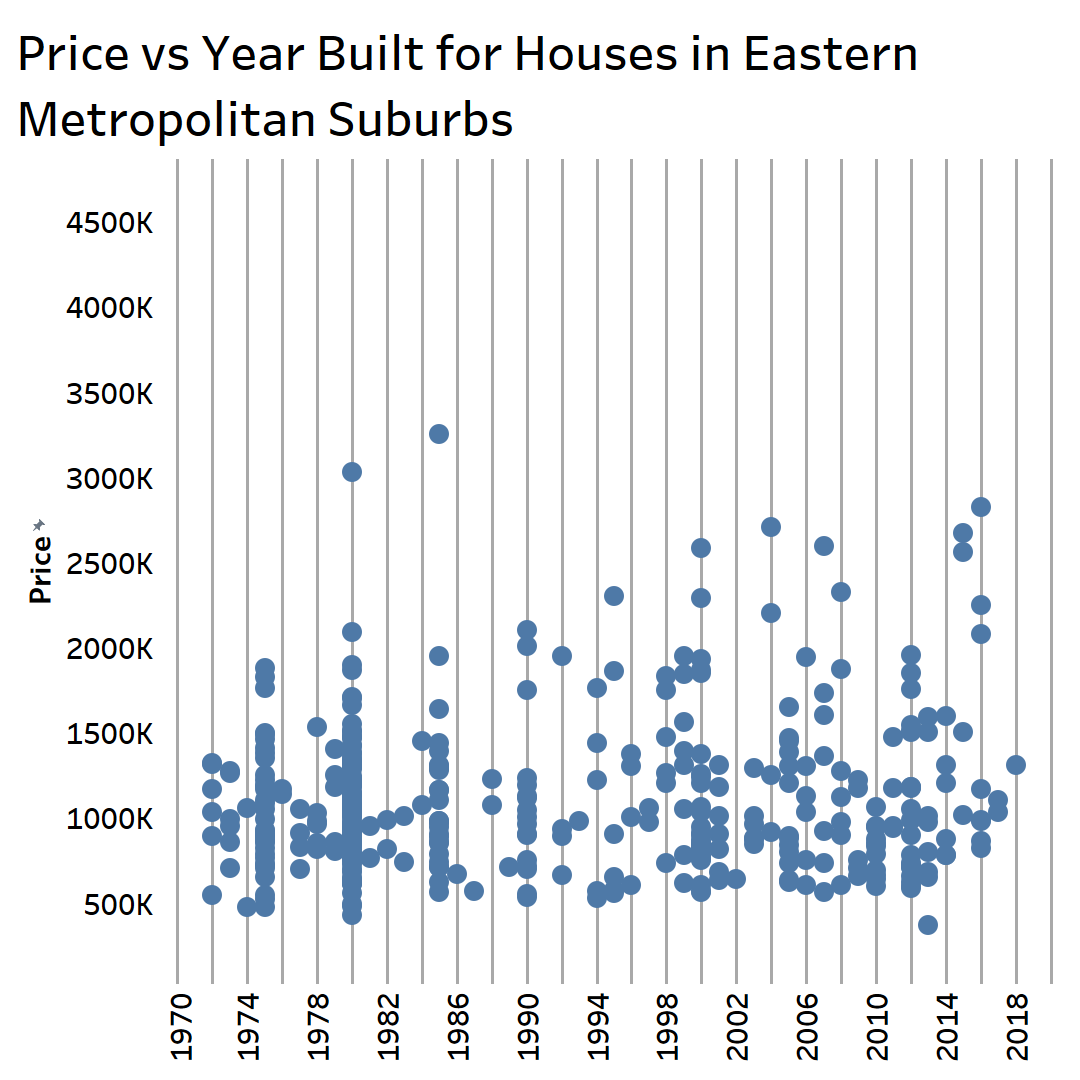 Price vs Year Built for Houses in Eastern
Metropolitan Suburbs
4500K
4000K
3500K
3000K
2500K
2000K
1500K
1000K
500K
Price
1970
1974
1978
1982
1986
1990
1994
1998
2002
2006
2010
2014
2018